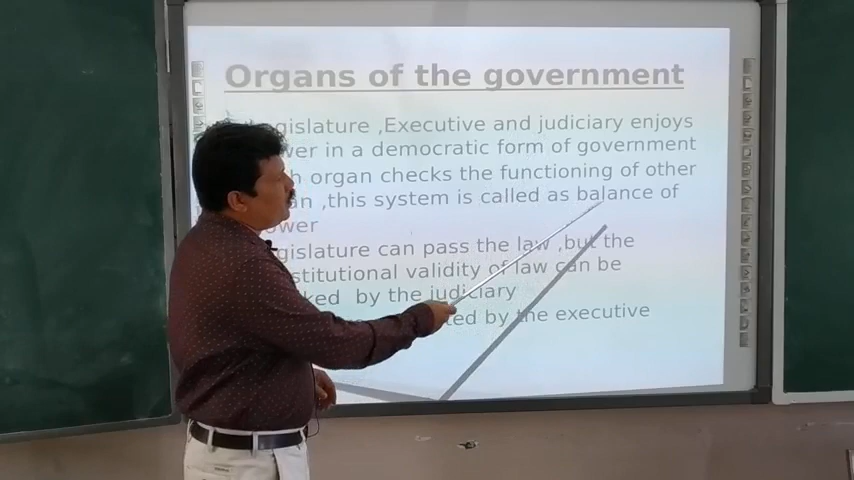 Organs of the government
gislature ,Executive and judiciary enjoys
wer in a democratic form of government
h organ checks the functioning of other
an ,this system is called as balance of
ower
gislature can pass the law ,but the
stitutional validity of law can be
ked by the judiciary
ted by the executive